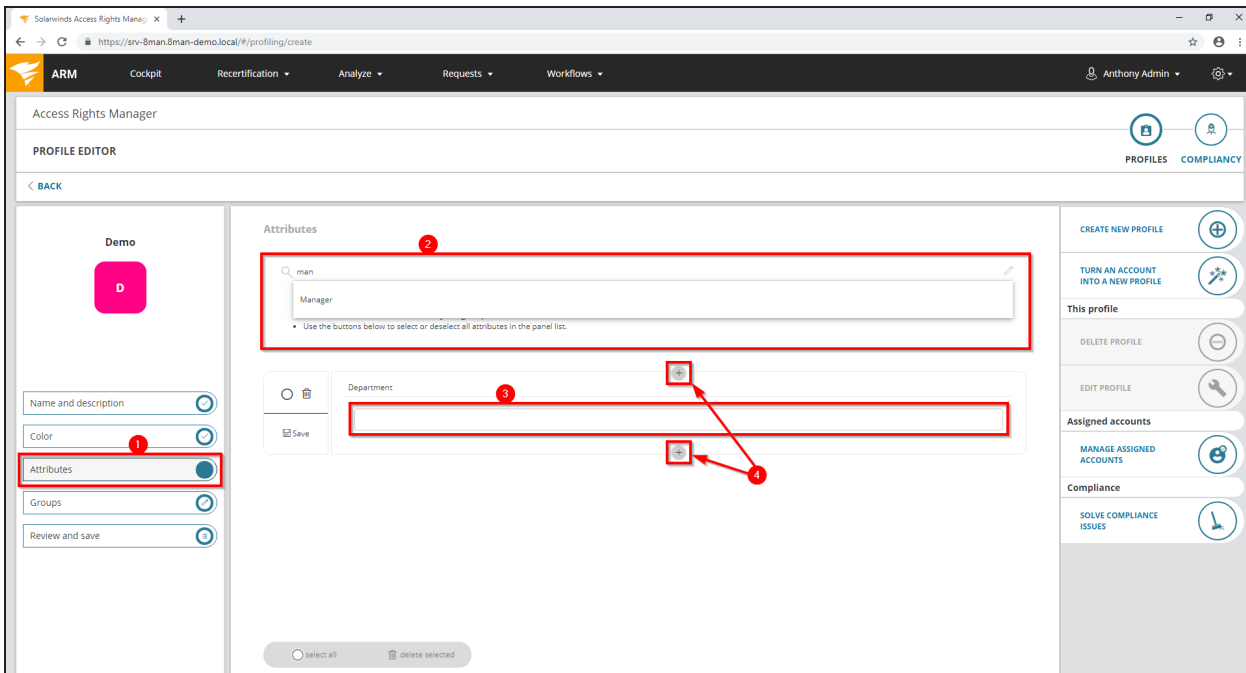 Solarwinds Access Rights Manag
https://srv-8man.8man-demo.local/#/profiling/create
ARM Cockpit Recertification Analyze Requests Workflows Anthony Admin
Access Rights Manager
PROFILE EDITOR
PROFILES COMPLIANCY
< BACK
Demo
D
Name and description
Color
1
Attributes
Groups
Review and save
Attributes
2
man
Manager
Use the buttons below to select or deselect all attributes in the panel list.
Department
3
Save
4
select all delete selected
CREATE NEW PROFILE
TURN AN ACCOUNT
INTO A NEW PROFILE
This profile
DELETE PROFILE
EDIT PROFILE
Assigned accounts
MANAGE ASSIGNED
ACCOUNTS
Compliance
SOLVE COMPLIANCE
ISSUES